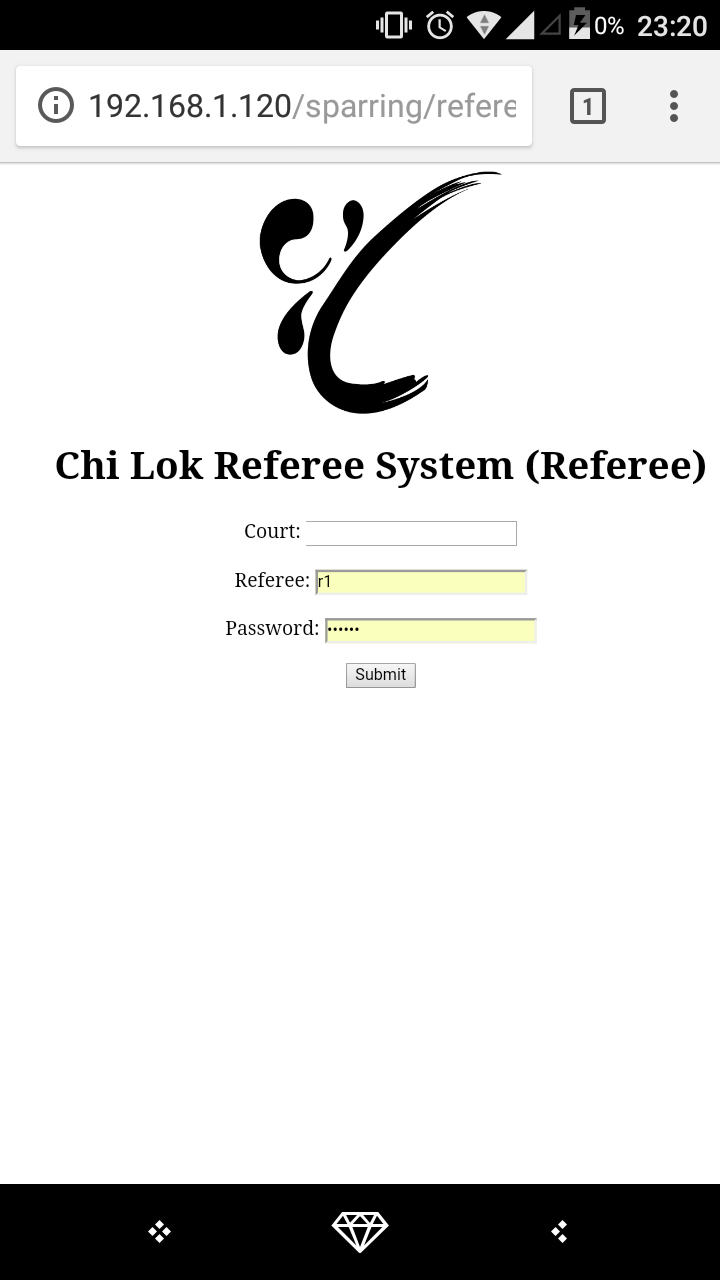 0% 23:20
192.168.1.120/sparring/refere
1
Chi Lok Referee System (Referee)
Court:
Referee: r1
Password: ••••••
Submit